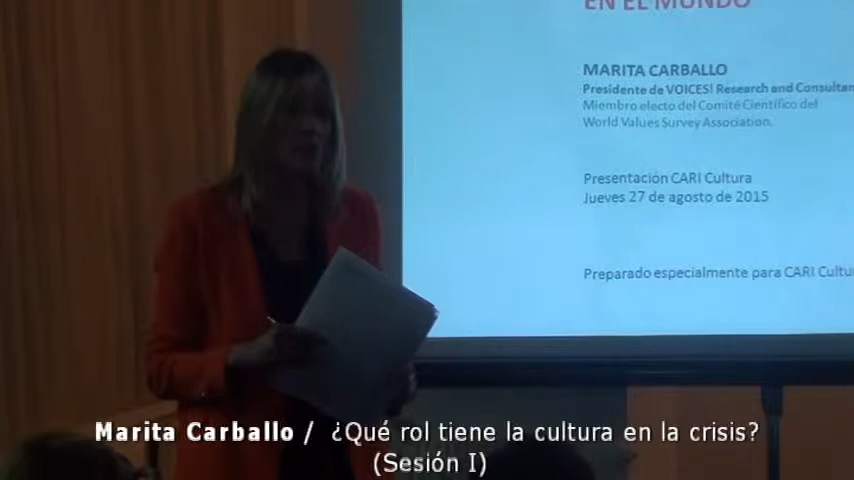 EN EL MUNDO
MARITA CARBALLO
Presidente de VOICES! Research and Consultan
Miembro electo del Comité Científico del
World Values Survey Association.
Presentación CARI Cultura
Jueves 27 de agosto de 2015
Preparado especialmente para CARI Cultu
Marita Carballo / ¿Qué rol tiene la cultura en la crisis?
(Sesión I)